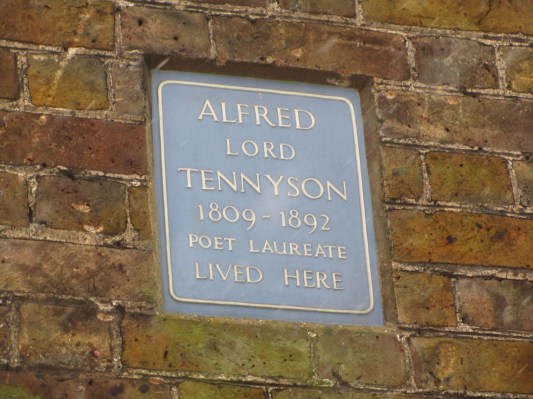 ALFRED
LORD
TENNYSON
1809-1892
POET LAUREATE
LIVED HERE